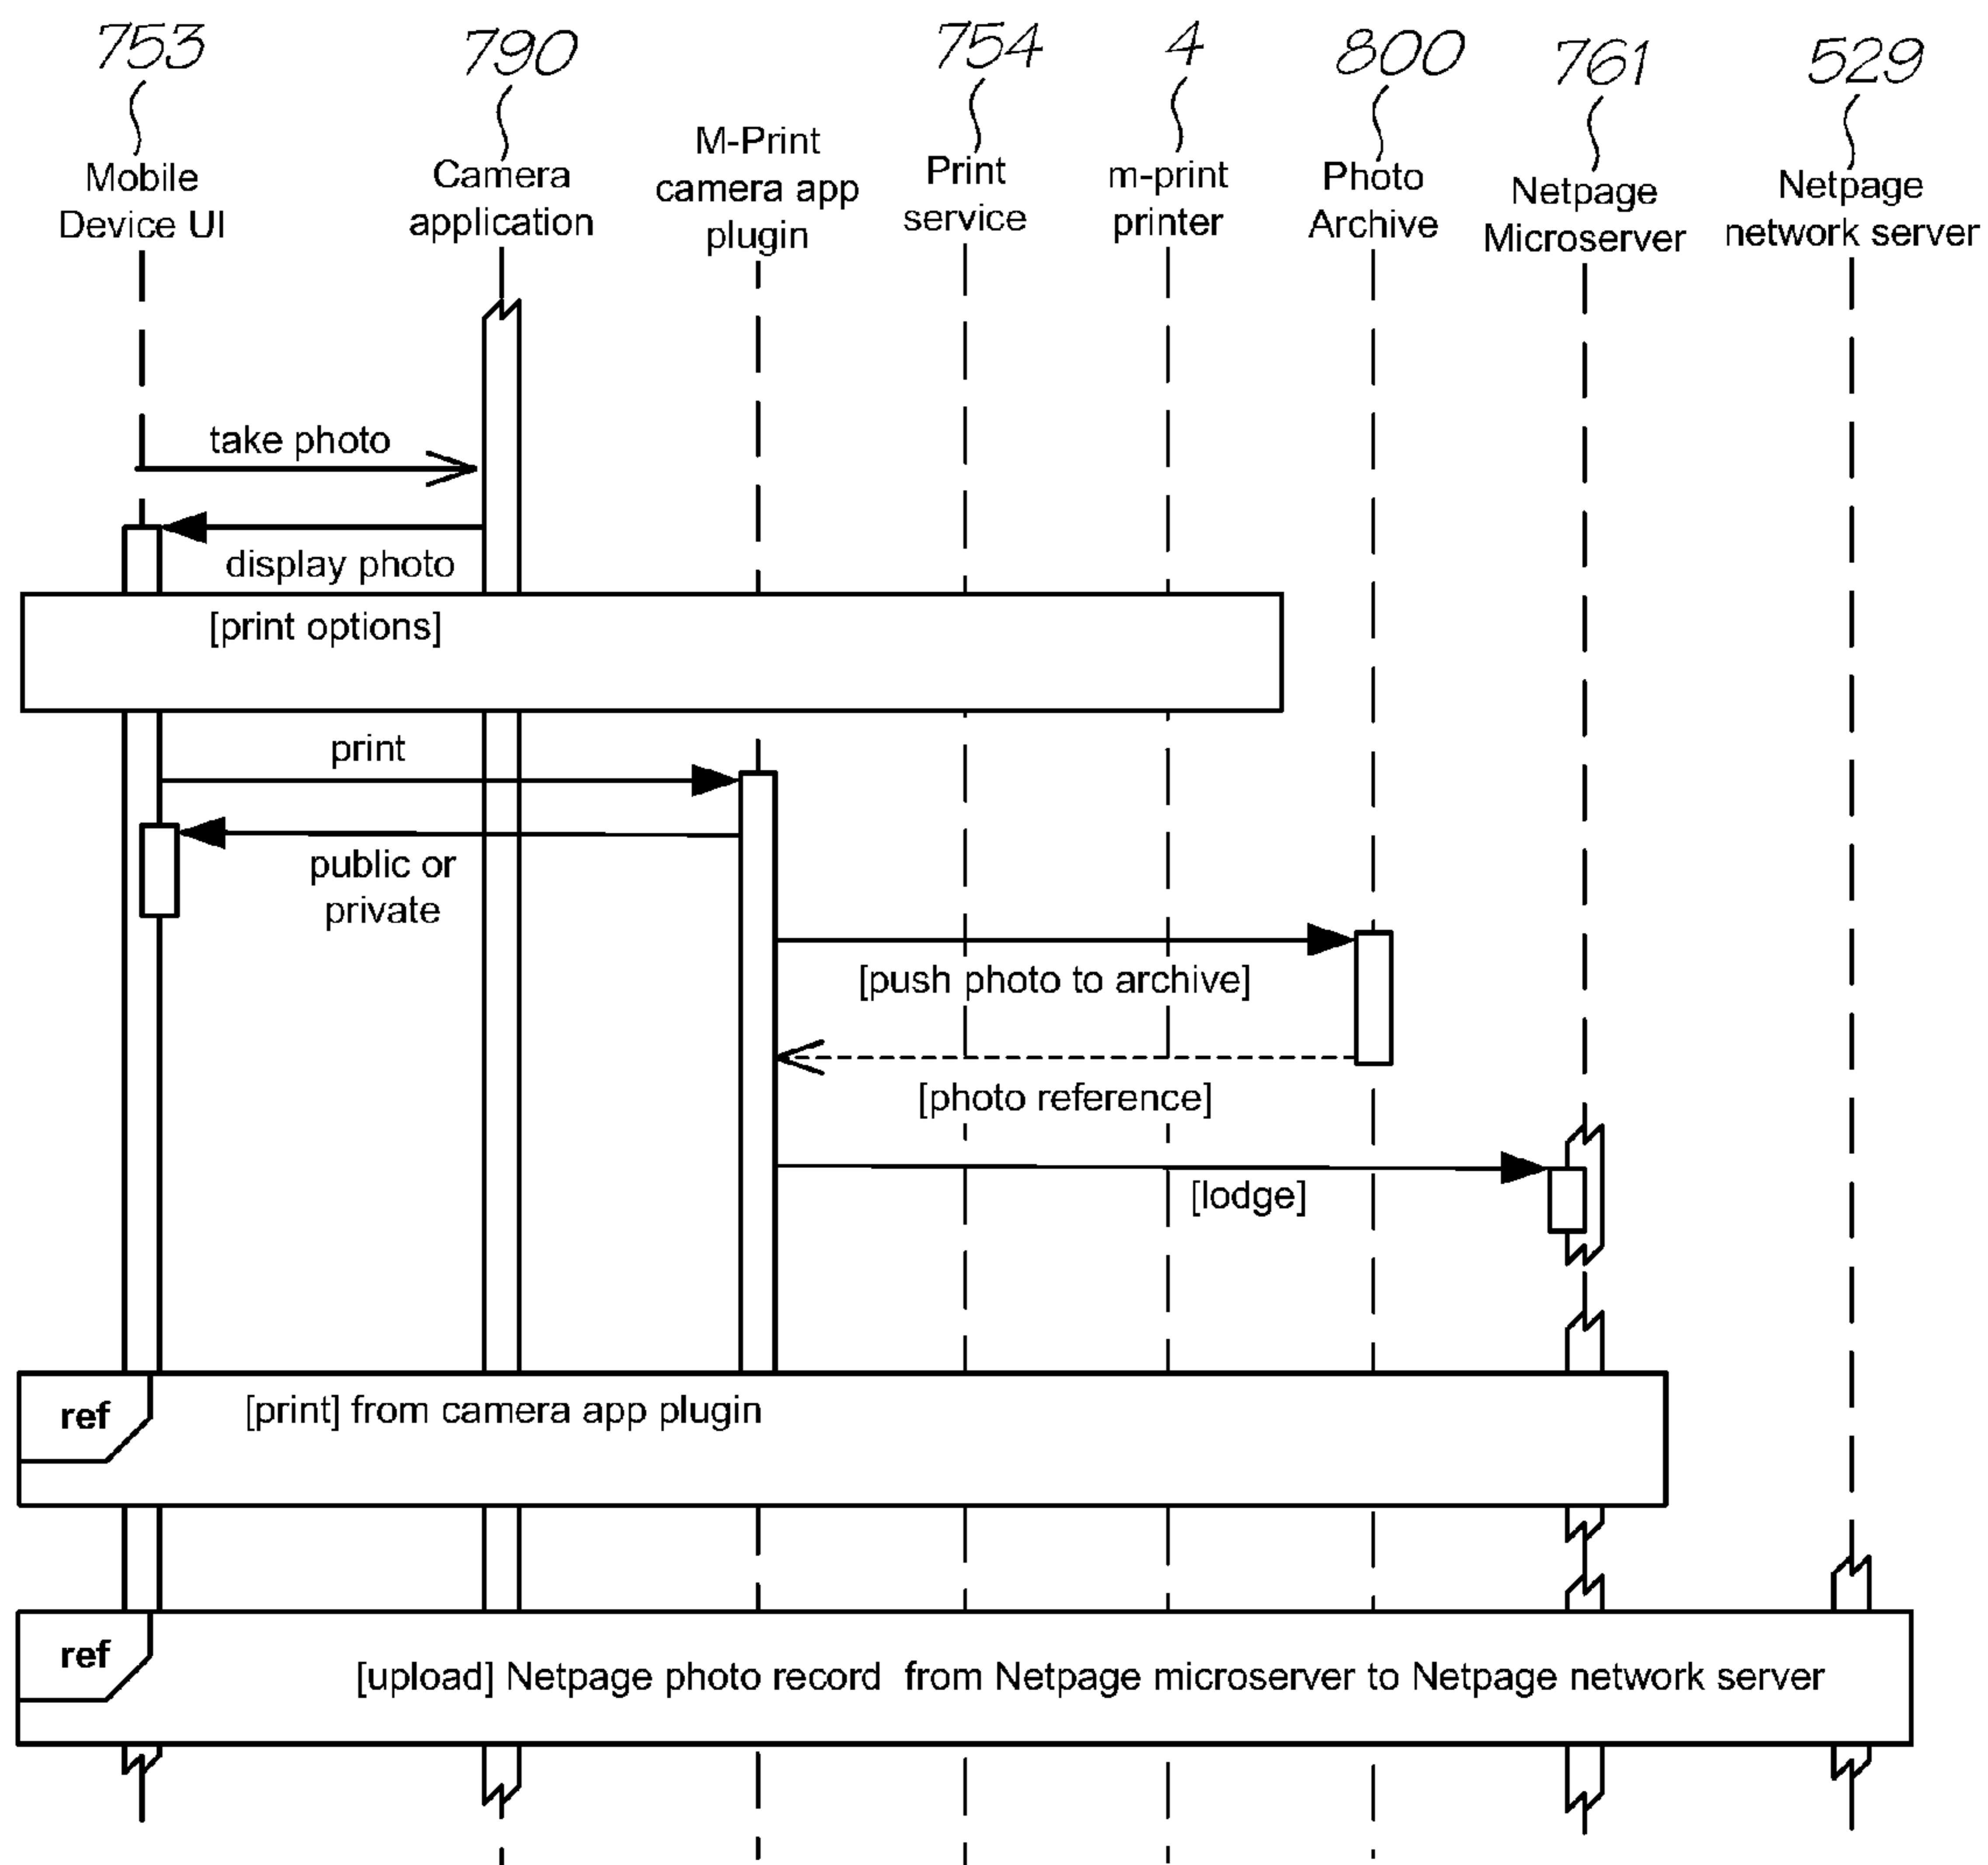 753
790
754
4
800
761
529
Mobile
Device UI
Camera
application
M-Print
camera app
plugin
Print
service
m-print
printer
Photo
Archive
Netpage
Microserver
Netpage
network server
take photo
display photo
[print options]
print
public or
private
[push photo to archive]
[photo reference]
[lodge]
ref
[print] from camera app plugin
ref
[upload] Netpage photo record from Netpage microserver to Netpage network server